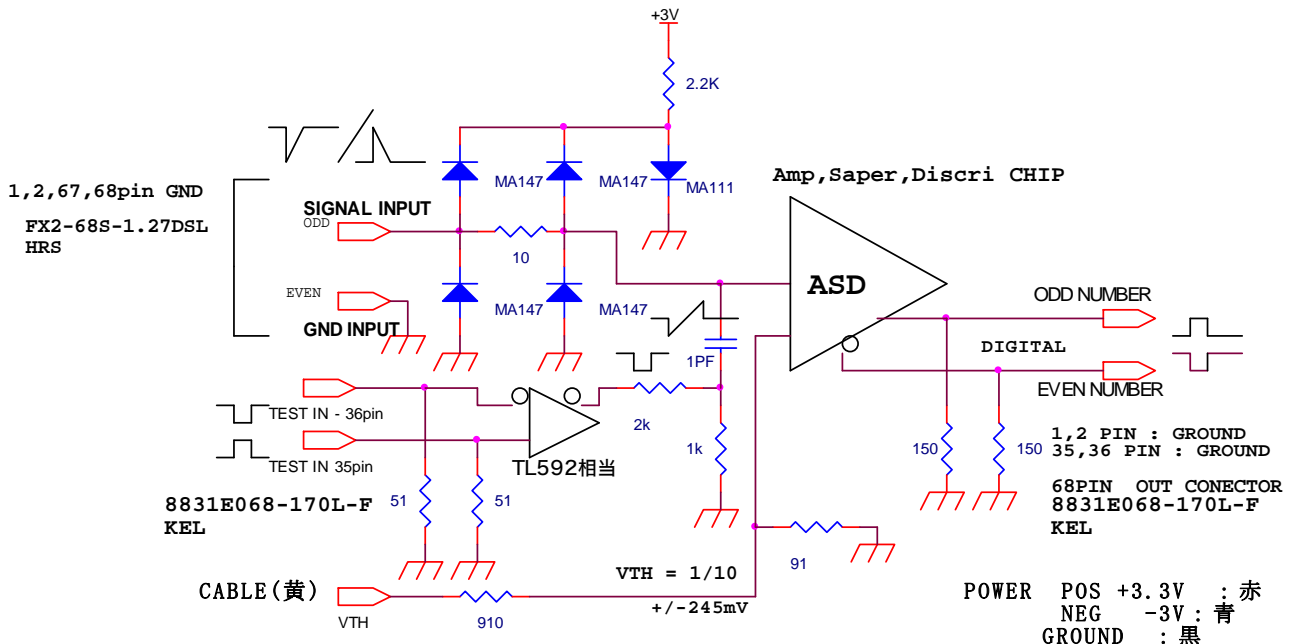 +3V
2.2K
1,2,67,68pin GND
FX2-68S-1.27DSL
HRS
SIGNAL INPUT
ODD
MA147
MA147
MA111
Amp,Saper,Discri CHIP
10
EVEN
GND INPUT
MA147
MA147
ASD
ODD NUMBER
1PF
DIGITAL
EVEN NUMBER
TEST IN - 36pin
2k
TEST IN 35pin
TL592相当
1k
150
150
1,2 PIN : GROUND
35,36 PIN : GROUND
8831E068-170L-F
KEL
51
51
68PIN OUT CONECTOR
8831E068-170L-F
KEL
91
CABLE(黄)
VTH
910
VTH = 1/10
+/-245mV
POWER POS +3.3V : 赤
NEG -3V : 青
GROUND : 黒